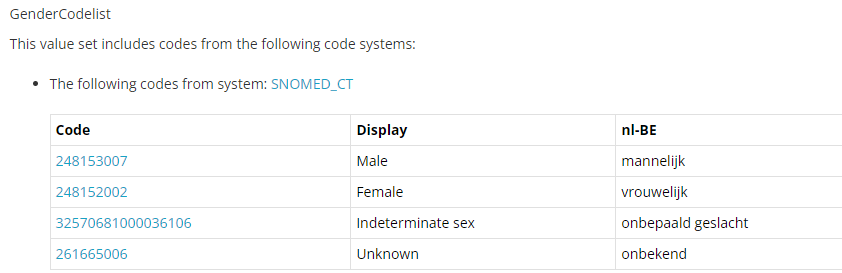 GenderCodelist
This value set includes codes from the following code systems:
• The following codes from system: SNOMED_CT
Code Display nl-BE
248153007 Male mannelijk
248152002 Female vrouwelijk
32570681000036106 Indeterminate sex onbepaald geslacht
261665006 Unknown onbekend